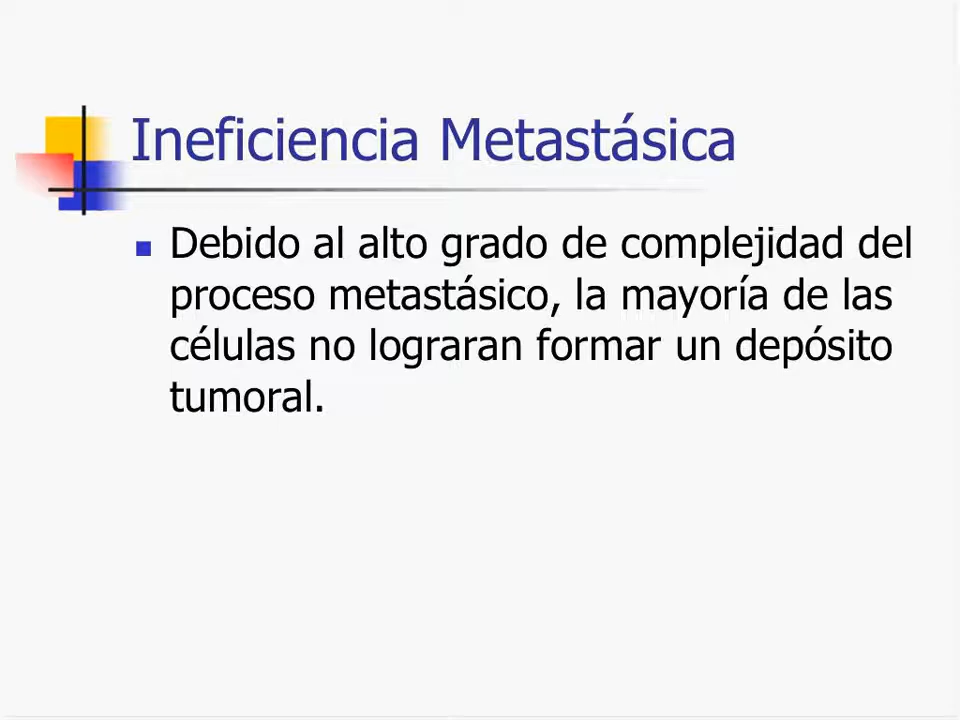 Ineficiencia Metastásica
Debido al alto grado de complejidad del
proceso metastásico, la mayoría de las
células no lograran formar un depósito
tumoral.